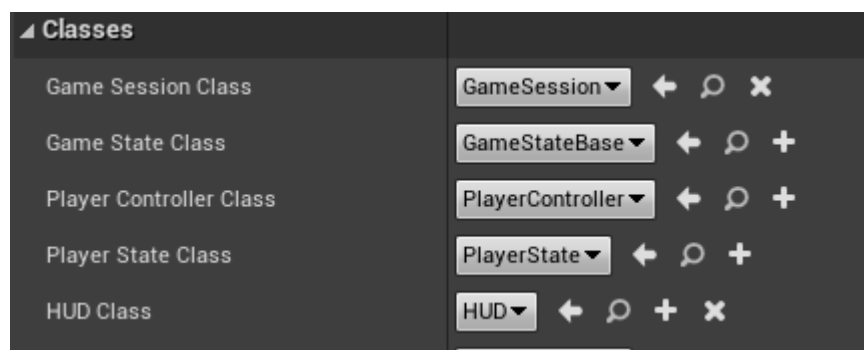 Classes
Game Session Class GameSession
Game State Class GameStateBase
Player Controller Class PlayerController
Player State Class PlayerState
HUD Class HUD